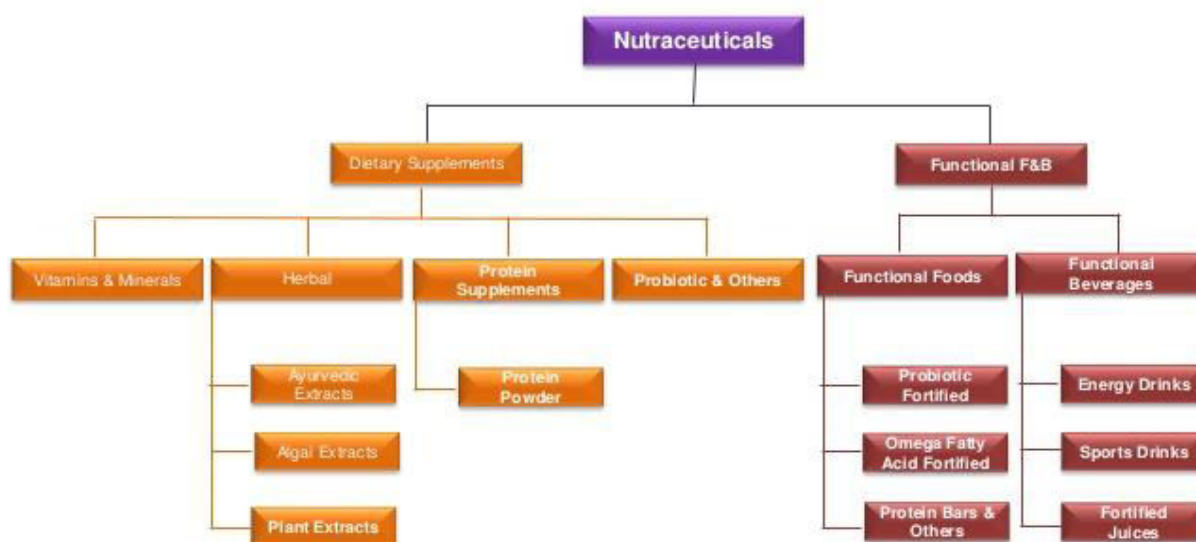 Nutraceuticals
Dietary Supplements
Functional F&B
Vitamins & Minerals
Herbal
Protein
Supplements
Probiotic & Others
Functional Foods
Functional
Beverages
Ayurvedic
Extracts
Protein
Powder
Probiotic
Fortified
Energy Drinks
Algal Extracts
Omega Fatty
Acid Fortified
Sports Drinks
Plant Extracts
Protein Bars &
Others
Fortified
Juices